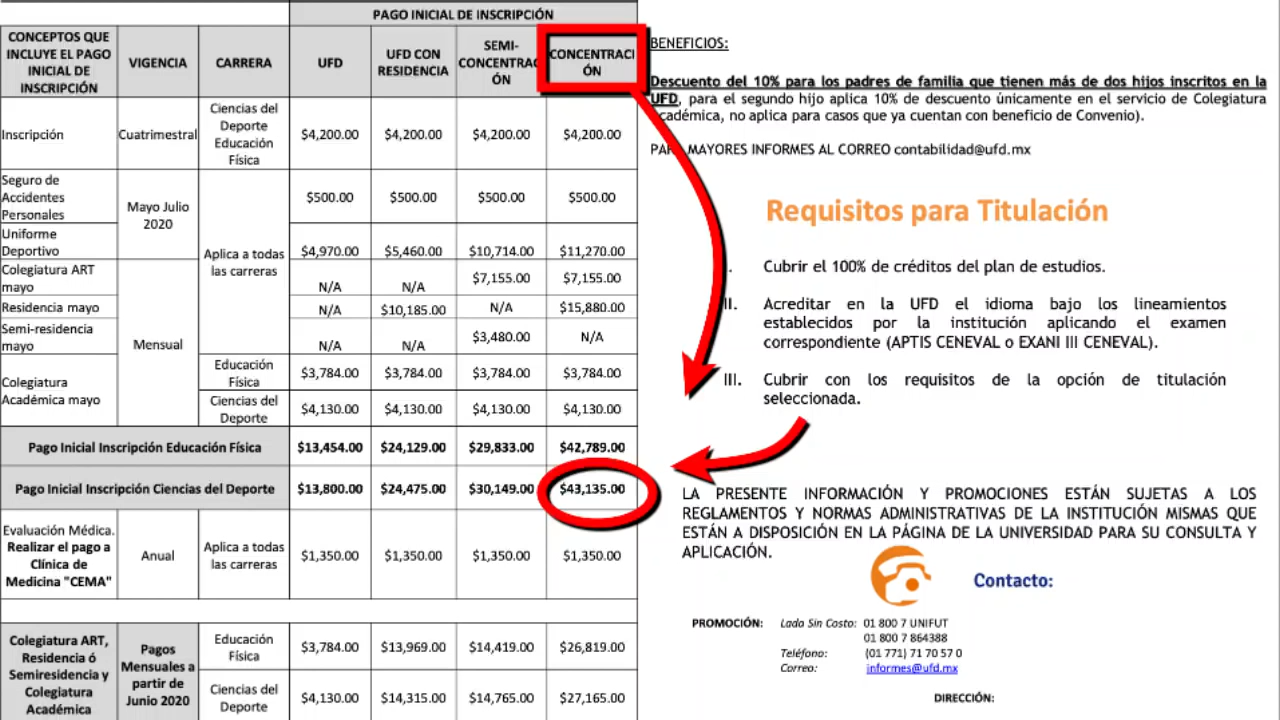 PAGO INICIAL DE INSCRIPCIÓN
CONCEPTOS QUE
INCLUYE EL PAGO
INICIAL DE
INSCRIPCIÓN
VIGENCIA
CARRERA
UFD
UFD CON
RESIDENCIA
SEMI-
CONCENTRAC
ÓN
CONCENTRACI
ÓN
Inscripción
Cuatrimestral
Ciencias del
Deporte
Educación
Física
$4,200.00
$4,200.00
$4,200.00
$4,200.00
Seguro de
Accidentes
Personales
Mayo Julio
2020
Aplica a todas
las carreras
$500.00
$500.00
$500.00
$500.00
Uniforme
Deportivo
$4,970.00
$5,460.00
$10,714.00
$11,270.00
Colegiatura ART
mayo
Mensual
N/A
N/A
$7,155.00
$7,155.00
Residencia mayo
N/A
$10,185.00
N/A
$15,880.00
Semi-residencia
mayo
N/A
N/A
$3,480.00
N/A
Colegiatura
Académica mayo
Educación
Física
$3,784.00
$3,784.00
$3,784.00
$3,784.00
Ciencias del
Deporte
$4,130.00
$4,130.00
$4,130.00
$4,130.00
Pago Inicial Inscripción Educación Física
$13,454.00
$24,129.00
$29,833.00
$42,789.00
Pago Inicial Inscripción Ciencias del Deporte
$13,800.00
$24,475.00
$30,149.00
$43,135.00
Evaluación Médica.
Realizar el pago a
Clínica de
Medicina "CEMA"
Anual
Aplica a todas
las carreras
$1,350.00
$1,350.00
$1,350.00
$1,350.00
Colegiatura ART,
Residencia ó
Semiresidencia y
Colegiatura
Académica
Pagos
Mensuales a
partir de
Junio 2020
Educación
Física
$3,784.00
$13,969.00
$14,419.00
$26,819.00
Ciencias del
Deporte
$4,130.00
$14,315.00
$14,765.00
$27,165.00
BENEFICIOS:
Descuento del 10% para los padres de familia que tienen más de dos hijos inscritos en la
UFD, para el segundo hijo aplica 10% de descuento únicamente en el servicio de Colegiatura
académica, no aplica para casos que ya cuentan con beneficio de Convenio).
PARA MAYORES INFORMES AL CORREO contabilidad@ufd.mx
Requisitos para Titulación
I. Cubrir el 100% de créditos del plan de estudios.
II. Acreditar en la UFD el idioma bajo los lineamientos
establecidos por la institución aplicando el examen
correspondiente (APTIS CENEVAL o EXANI III CENEVAL).
III. Cubrir con los requisitos de la opción de titulación
seleccionada.
LA PRESENTE INFORMACIÓN Y PROMOCIONES ESTÁN SUJETAS A LOS
REGLAMENTOS Y NORMAS ADMINISTRATIVAS DE LA INSTITUCIÓN MISMAS QUE
ESTÁN A DISPOSICIÓN EN LA PÁGINA DE LA UNIVERSIDAD PARA SU CONSULTA Y
APLICACIÓN.
Contacto:
PROMOCIÓN: Lada Sin Costo: 01 800 7 UNIFUT
01 800 7 864388
Teléfono: (01 771) 71 70 57 0
Correo: informes@ufd.mx
DIRECCIÓN: